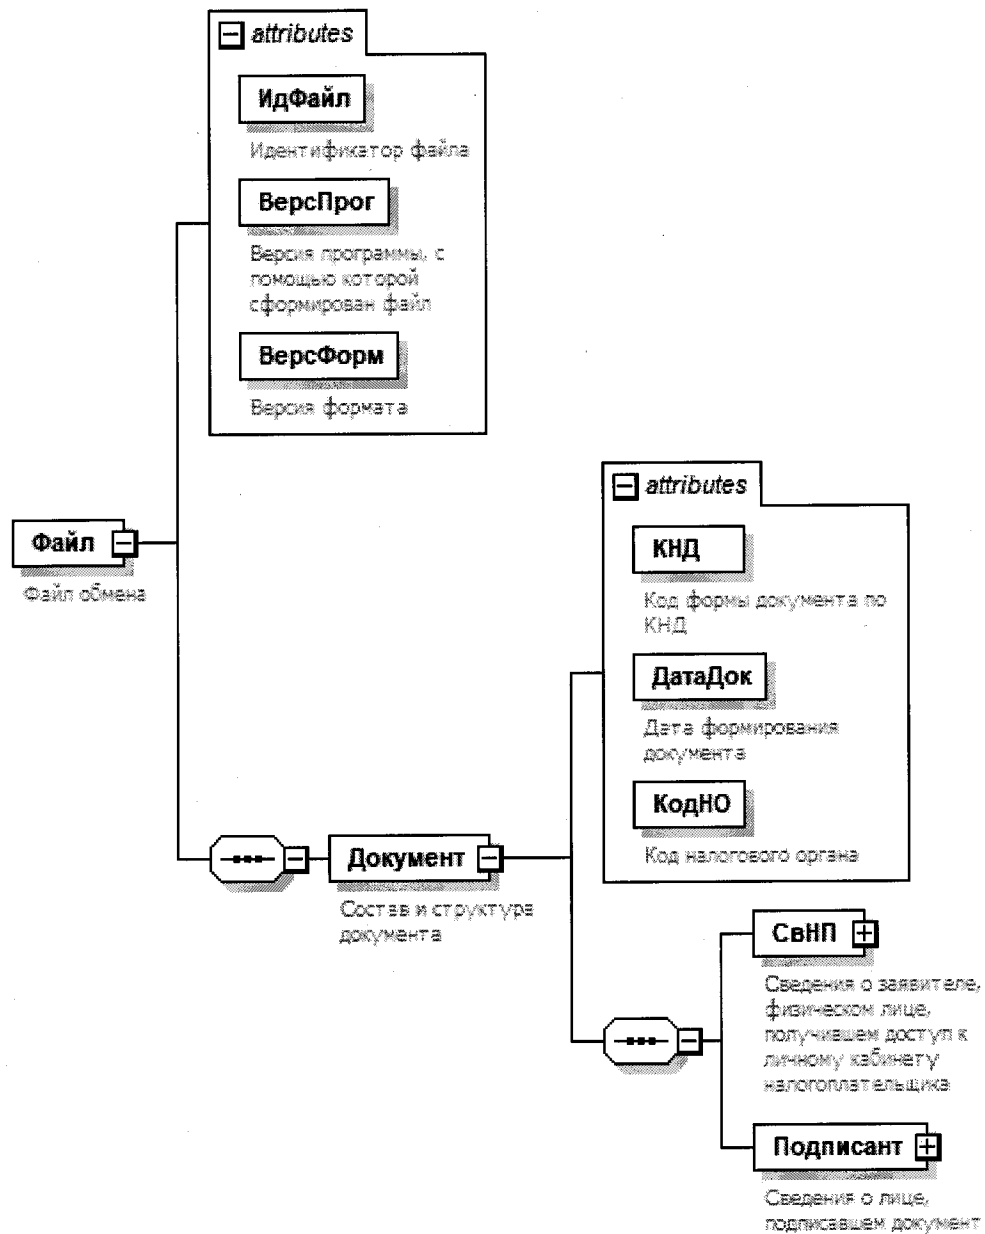 attributes
ИдФайл
Идентификатор файла
ВерсПрог
Версия программы, с
помощью которой
сформирован файл
ВерсФорм
Версия формата
Файл
Файл обмена
attributes
КНД
Код формы документа по
КНД
ДатаДок
Дата формирования
документа
КодНО
Код налогового органа
Документ
Состав и структура
документа
СвНП
Сведения о заявителе,
физическом лице,
получившем доступ к
личному кабинету
налогоплательщика
Подписант
Сведения о лице,
подписавшем документ